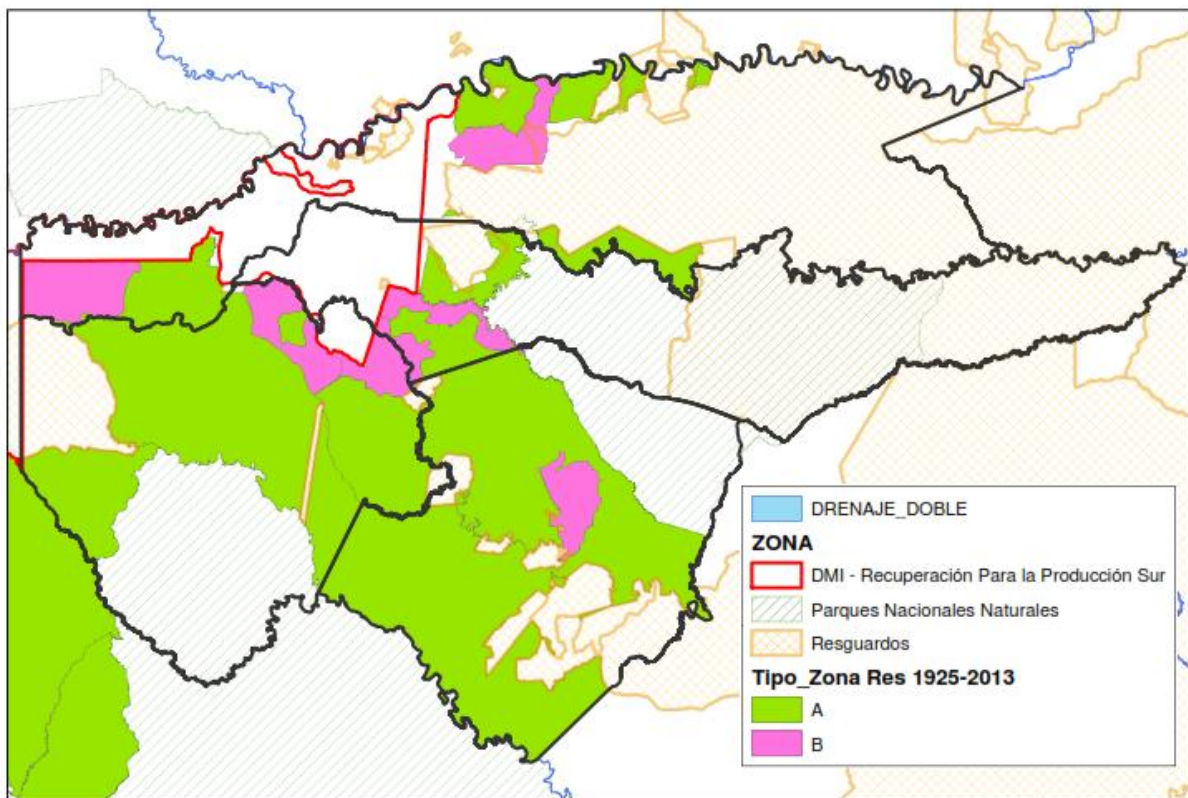 DRENAJE_DOBLE
ZONA
DMI - Recuperación Para la Producción Sur
Parques Nacionales Naturales
Resguardos
Tipo_Zona Res 1925-2013
A
B